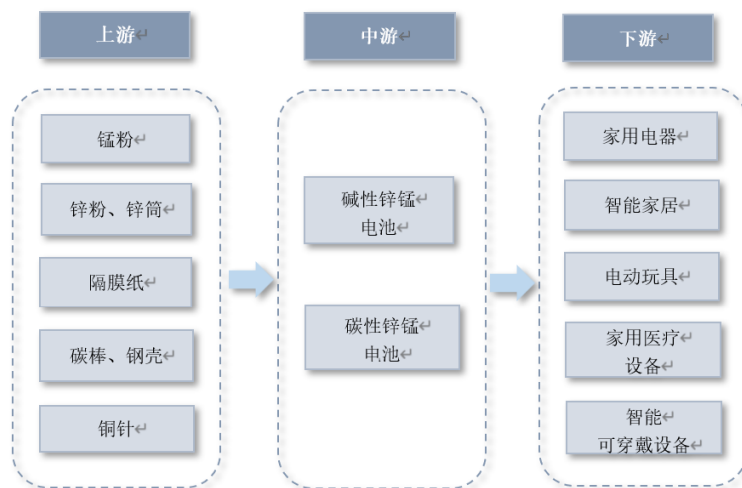 上游
中游
下游
锰粉
锌粉、锌筒
隔膜纸
碳棒、钢壳
铜针
碱性锌锰
电池
碳性锌锰
电池
家用电器
智能家居
电动玩具
家用医疗
设备
智能
可穿戴设备